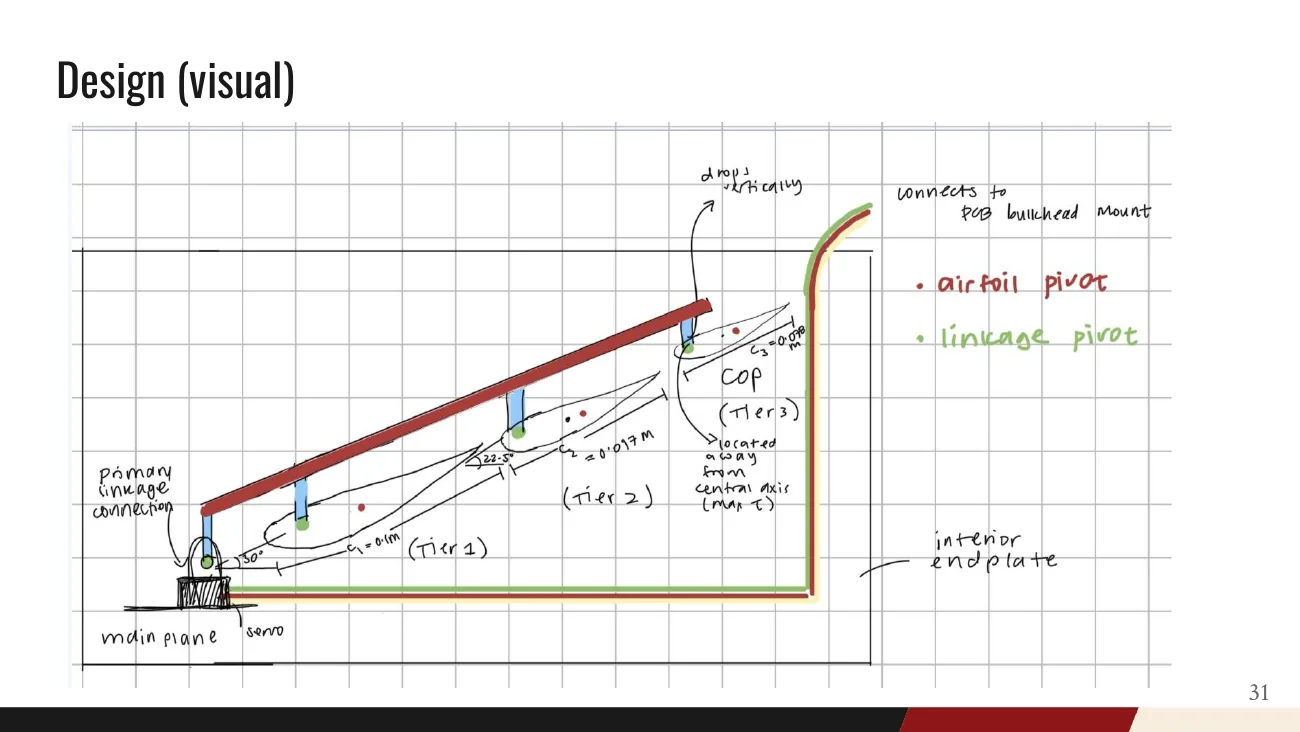 Design (visual)
drops
vertically
connects to
PCB bulkhead mount
• airfoil pivot
• linkage pivot
c₃ = 0.078
m
COP
(Tier 3)
located
away
from
central axis
(max τ)
22.5°
c₂ = 0.097 m
(Tier 2)
primary
linkage
connection
30°
c₁ = 0.1m
(Tier 1)
interior
endplate
main plane
servo
31